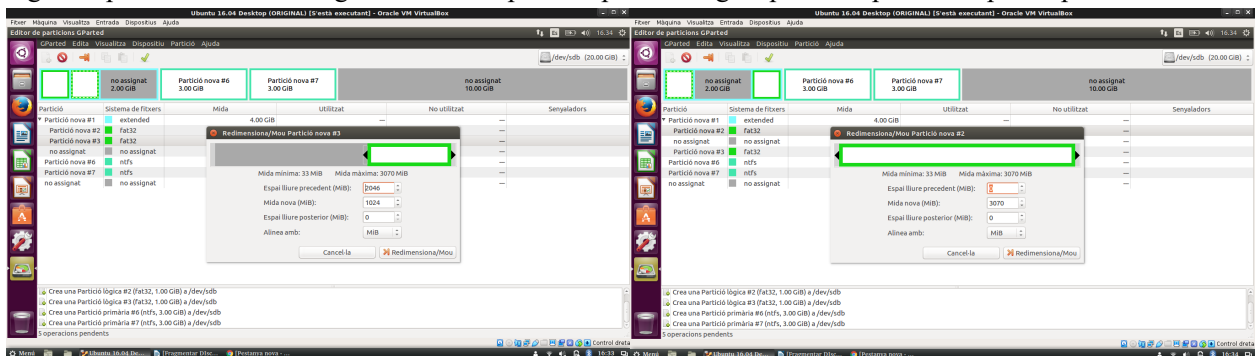 Ubuntu 16.04 Desktop (ORIGINAL) [S'està executant] - Oracle VM VirtualBox
Fitxer Màquina Visualitza Entrada Dispositius Ajuda
Editor de particions GParted
Es 16.34
GParted Edita Visualitza Dispositiu Partició Ajuda
/dev/sdb (20.00 GiB)
no assignat
2.00 GiB
Partició nova #6
3.00 GiB
Partició nova #7
3.00 GiB
no assignat
10.00 GiB
Partició Sistema de fitxers Mida Utilitzat No utilitzat Senyaladors
Partició nova #1 extended 4.00 GiB — —
Partició nova #2 fat32
Partició nova #3 fat32
no assignat no assignat
Partició nova #6 ntfs
Partició nova #7 ntfs
no assignat no assignat
Redimensiona/Mou Partició nova #3
Mida mínima: 33 MiB Mida màxima: 3070 MiB
Espai lliure precedent (MiB): 2046
Mida nova (MiB): 1024
Espai lliure posterior (MiB): 0
Alinea amb: MiB
Cancel·la Redimensiona/Mou
Crea una Partició lògica #2 (fat32, 1.00 GiB) a /dev/sdb
Crea una Partició lògica #3 (fat32, 1.00 GiB) a /dev/sdb
Crea una Partició primària #6 (ntfs, 3.00 GiB) a /dev/sdb
Crea una Partició primària #7 (ntfs, 3.00 GiB) a /dev/sdb
5 operacions pendents
Control dreta
Menú Ubuntu 16.04 De... [Fragmentar DIsc... [Pestanya nova - ... 16:33
Ubuntu 16.04 Desktop (ORIGINAL) [S'està executant] - Oracle VM VirtualBox
Fitxer Màquina Visualitza Entrada Dispositius Ajuda
Editor de particions GParted
Es 16.34
GParted Edita Visualitza Dispositiu Partició Ajuda
/dev/sdb (20.00 GiB)
no assignat
2.00 GiB
Partició nova #6
3.00 GiB
Partició nova #7
3.00 GiB
no assignat
10.00 GiB
Partició Sistema de fitxers Mida Utilitzat No utilitzat Senyaladors
Partició nova #1 extended 4.00 GiB — —
Partició nova #2 fat32
no assignat no assignat
Partició nova #3 fat32
Partició nova #6 ntfs
Partició nova #7 ntfs
no assignat no assignat
Redimensiona/Mou Partició nova #2
Mida mínima: 33 MiB Mida màxima: 3070 MiB
Espai lliure precedent (MiB): 0
Mida nova (MiB): 3070
Espai lliure posterior (MiB): 0
Alinea amb: MiB
Cancel·la Redimensiona/Mou
Crea una Partició lògica #2 (fat32, 1.00 GiB) a /dev/sdb
Crea una Partició lògica #3 (fat32, 1.00 GiB) a /dev/sdb
Crea una Partició primària #6 (ntfs, 3.00 GiB) a /dev/sdb
Crea una Partició primària #7 (ntfs, 3.00 GiB) a /dev/sdb
5 operacions pendents
Control dreta
Menú Ubuntu 16.04 De... [Fragmentar DIsc... [Pestanya nova - ... 16:34